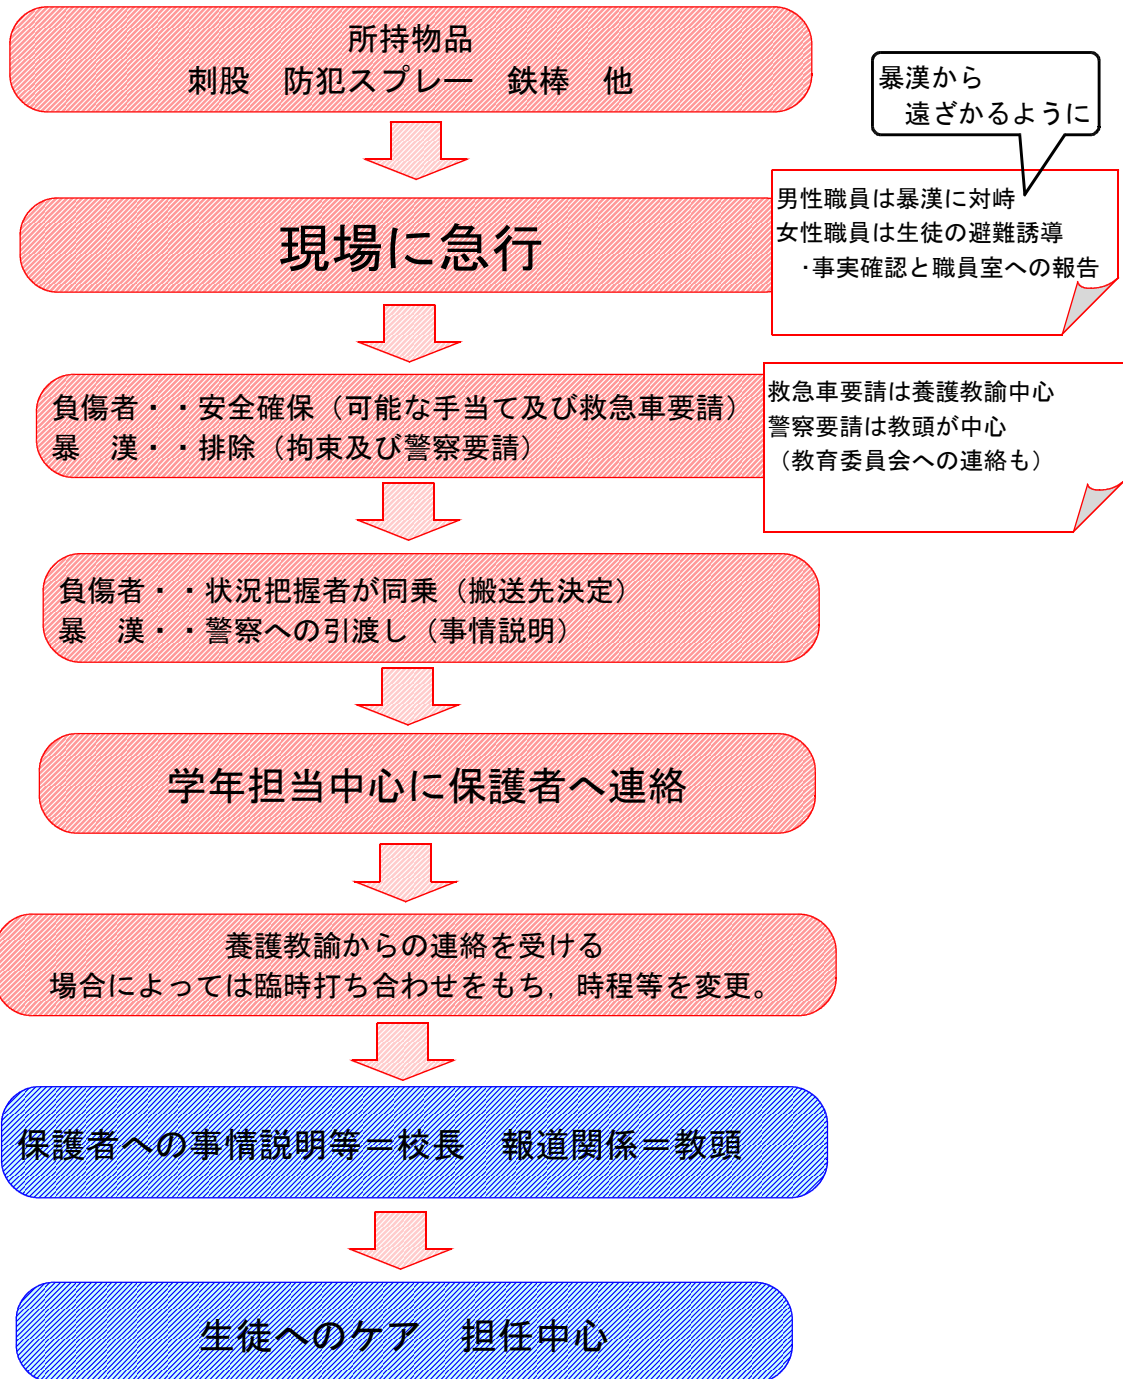 所持物品
刺股　防犯スプレー　鉄棒　他
暴漢から
遠ざかるように
現場に急行
男性職員は暴漢に対峙
女性職員は生徒の避難誘導
・事実確認と職員室への報告
負傷者・・安全確保（可能な手当て及び救急車要請）
暴　漢・・排除（拘束及び警察要請）
救急車要請は養護教諭中心
警察要請は教頭が中心
（教育委員会への連絡も）
負傷者・・状況把握者が同乗（搬送先決定）
暴　漢・・警察への引渡し（事情説明）
学年担当中心に保護者へ連絡
養護教諭からの連絡を受ける
場合によっては臨時打ち合わせをもち，時程等を変更。
保護者への事情説明等＝校長　報道関係＝教頭
生徒へのケア　担任中心